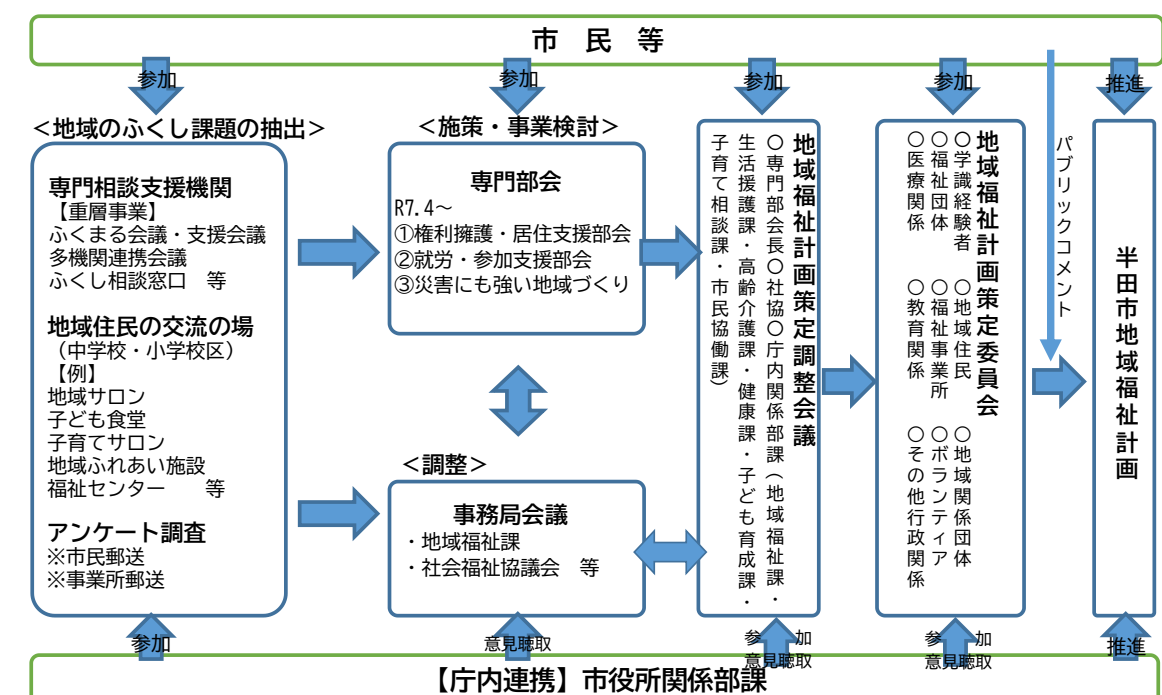 市 民 等
参加
参加
参加
参加
推進
＜地域のふくし課題の抽出＞
専門相談支援機関
【重層事業】
ふくまる会議・支援会議
多機関連携会議
ふくし相談窓口　等
地域住民の交流の場
（中学校・小学校区）
【例】
地域サロン
子ども食堂
子育てサロン
地域ふれあい施設
福祉センター　　等
アンケート調査
※市民郵送
※事業所郵送
＜施策・事業検討＞
専門部会
R7.4～
①権利擁護・居住支援部会
②就労・参加支援部会
③災害にも強い地域づくり
＜調整＞
事務局会議
・地域福祉課
・社会福祉協議会　等
地域福祉計画策定調整会議
○専門部会長○社協○庁内関係部課（地域福祉課・
生活援護課・高齢介護課・健康課・子ども育成課・
子育て相談課・市民協働課）
地域福祉計画策定委員会
○学識経験者　○地域住民　○地域関係団体
○福祉団体　○福祉事業所　○ボランティア
○医療関係　○教育関係　○その他行政関係
パブリックコメント
半田市地域福祉計画
参加
意見聴取
参　加
意見聴取
参　加
意見聴取
推進
【庁内連携】市役所関係部課